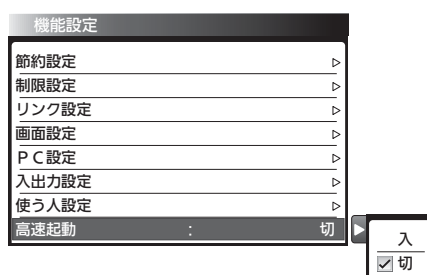 機能設定
節約設定
制限設定
リンク設定
画面設定
ＰＣ設定
入出力設定
使う人設定
高速起動 : 切
入
切